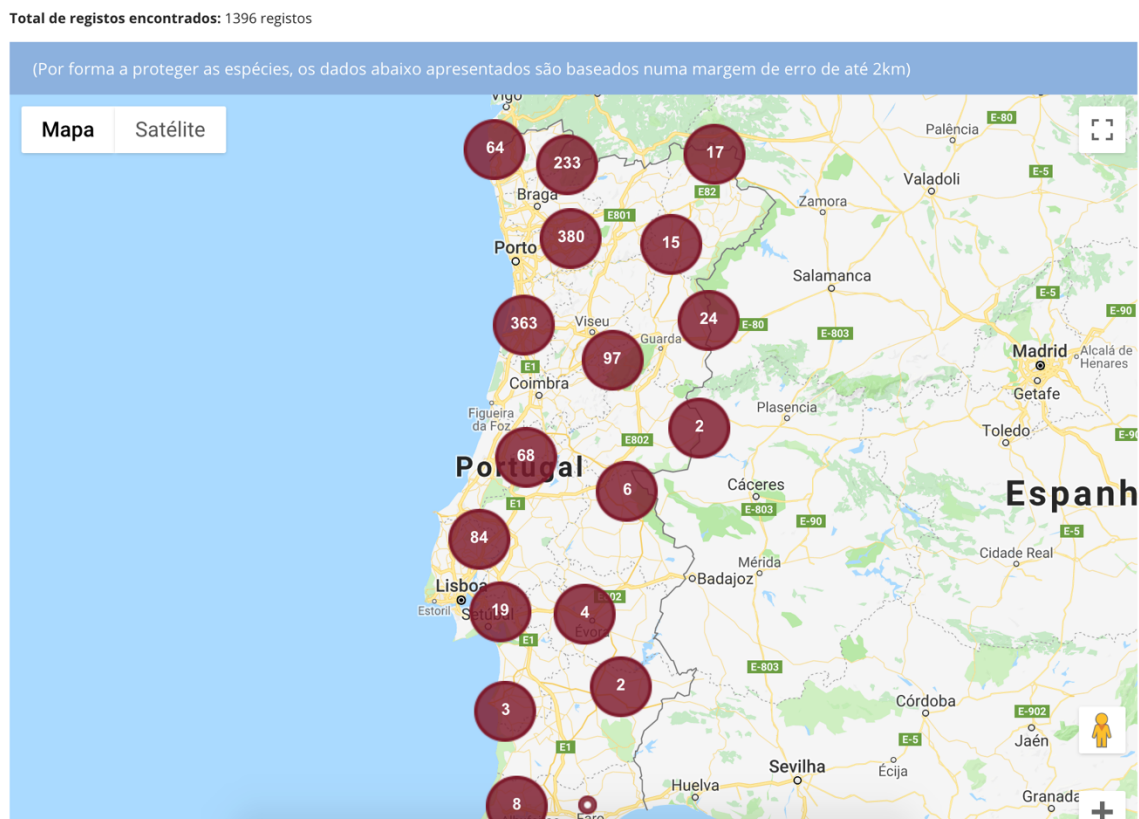 Total de registos encontrados: 1396 registos
(Por forma a proteger as espécies, os dados abaixo apresentados são baseados numa margem de erro de até 2km)
Vigo
Mapa
Satélite
E-80
Palência
64
233
17
E-5
Valadoli
Braga
E82
Zamora
E801
380
15
Porto
Salamanca
E-5
E-90
363
Viseu
24
E-80
E-803
Guarda
97
Madrid
Alcalá de
Henares
E1
Coimbra
Getafe
Figueira
da Foz
Plasencia
2
Toledo
E802
E-90
68
Portugal
6
Cáceres
Espanh
E1
E-803
E-90
E-5
84
Cidade Real
Mérida
Badajoz
Lisboa
Estoril
19
Setúbal
4
Évora
E1
E-803
2
Córdoba
3
E-902
E-5
Jaén
E1
Sevilha
Écija
Huelva
Granada
8
Faro